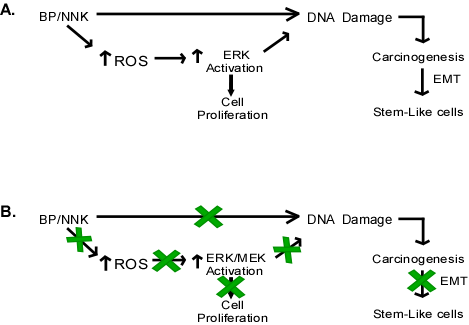 A.
BP/NNK
DNA Damage
ROS
ERK
Activation
Carcinogenesis
EMT
Cell
Proliferation
Stem-Like cells
B.
BP/NNK
DNA Damage
ROS
ERK/MEK
Activation
Carcinogenesis
EMT
Cell
Proliferation
Stem-Like cells